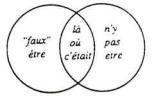 "faux"
être
là
où
c'était
n'y
pas
etre